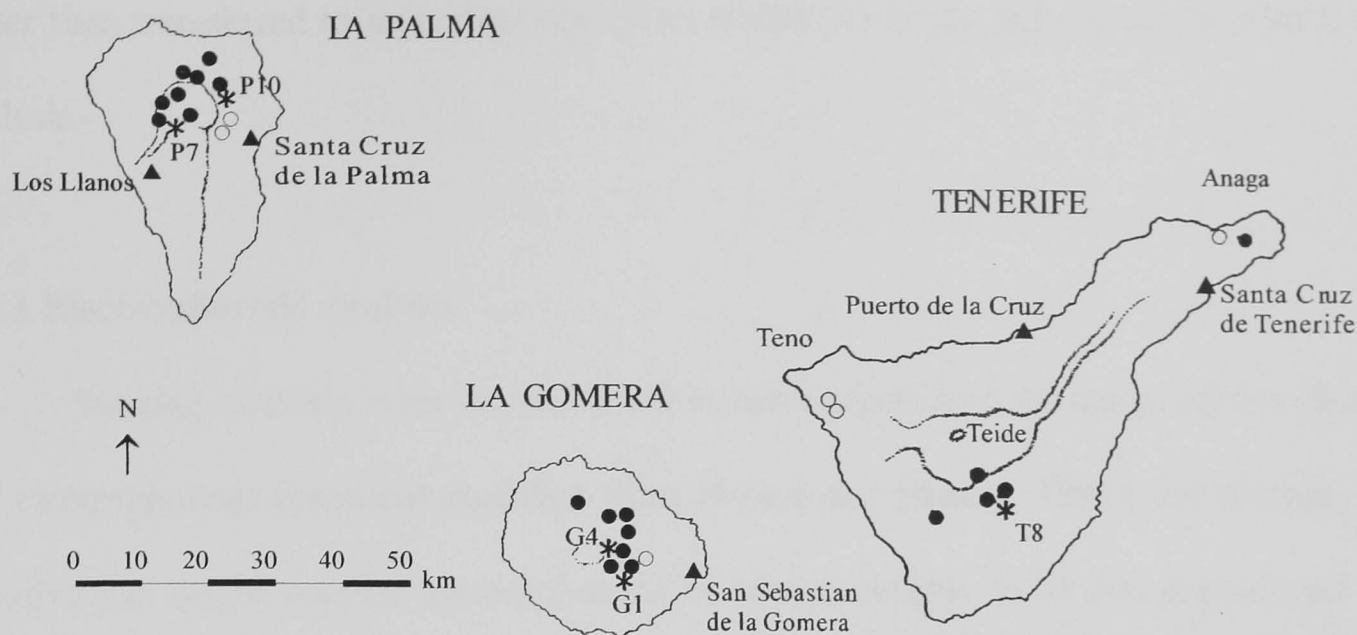 LA PALMA
P10
P7
Santa Cruz
de la Palma
Los Llanos
Anaga
TENERIFE
Santa Cruz
de Tenerife
Puerto de la Cruz
Teno
LA GOMERA
N
Teide
T8
G4
G1
0 10 20 30 40 50
km
San Sebastian
de la Gomera